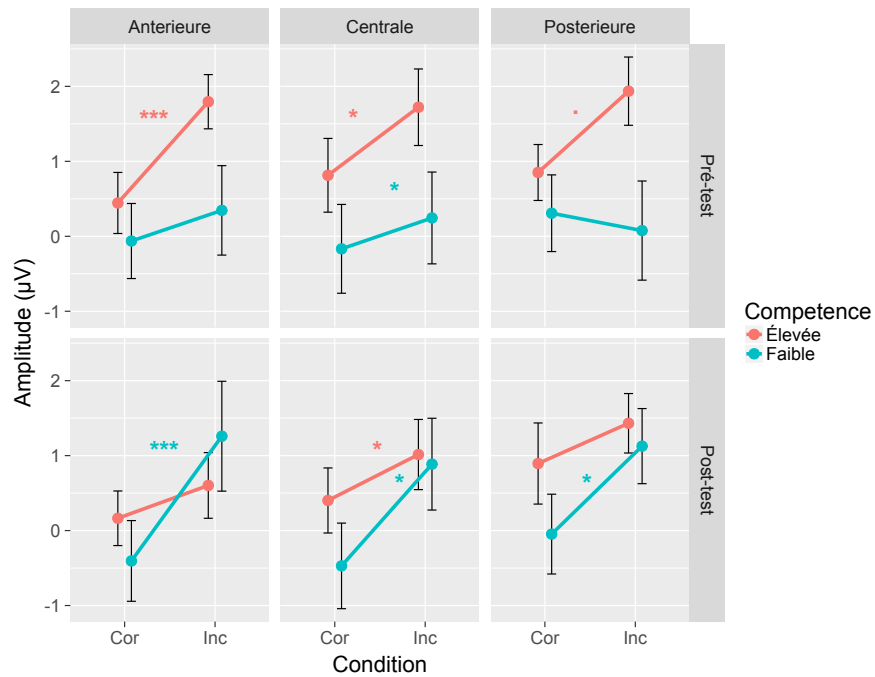 Anterieure
Centrale
Posterieure
2
1
0
-1
***
*
*
.
Pré-test
Amplitude (µV)
2
1
0
-1
***
*
*
*
Post-test
Competence
Élevée
Faible
Cor
Inc
Cor
Inc
Cor
Inc
Condition